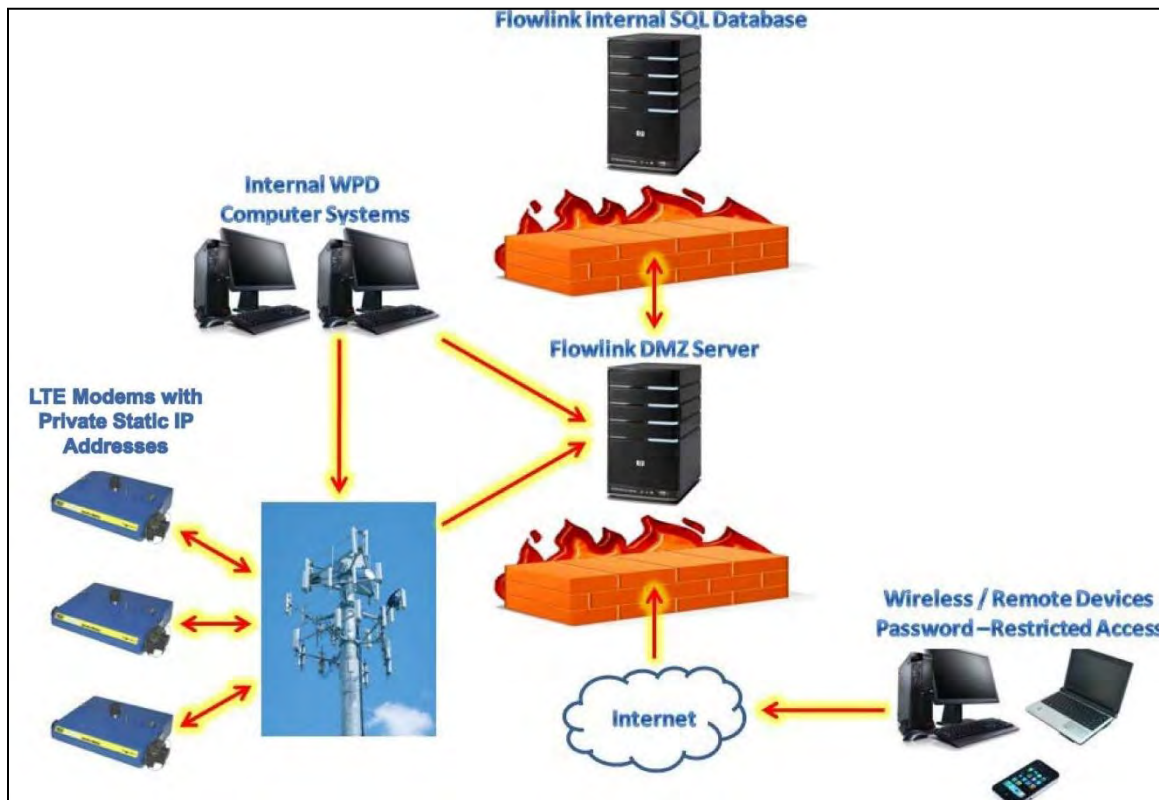 Flowlink Internal SQL Database
Internal WPD
Computer Systems
Flowlink DMZ Server
LTE Modems with
Private Static IP
Addresses
Wireless / Remote Devices
Password –Restricted Access
Internet